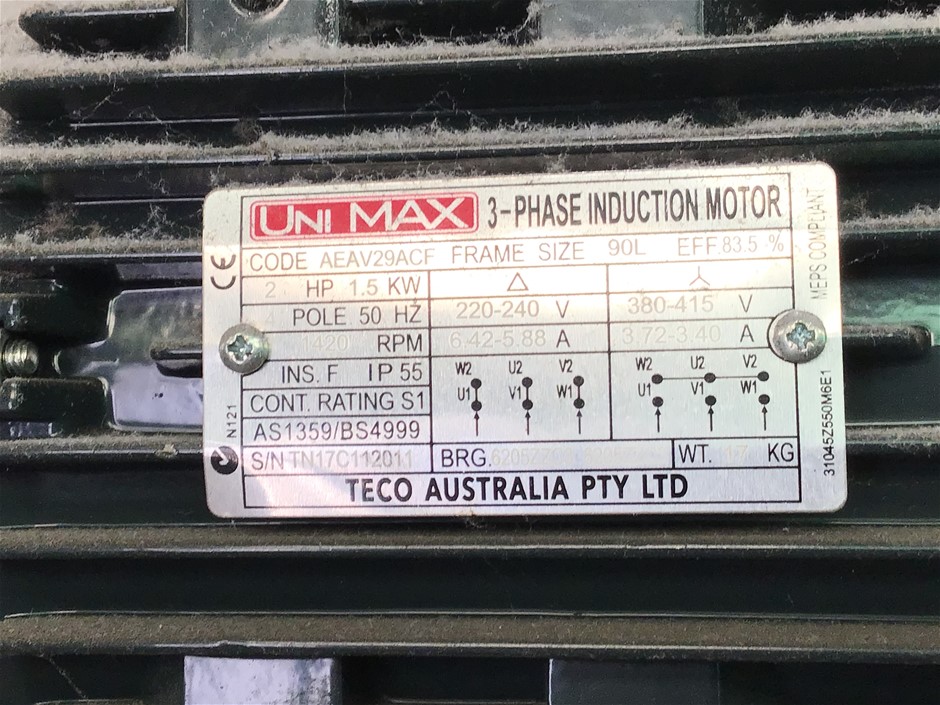 UNI MAX 3-PHASE INDUCTION MOTOR
CODE AEAV29ACF FRAME SIZE 90L EFF. 83.5 %
2 HP 1.5 KW
4 POLE 50 HZ
1420 RPM
INS. F IP 55
CONT. RATING S1
AS1359/BS4999
S/N TN17C112011
△
220-240 V
6.42-5.88 A
W2 U2 V2
U1 V1 W1
380-415 V
3.72-3.40 A
W2 U2 V2
U1 V1 W1
BRG.
WT. KG
TECO AUSTRALIA PTY LTD
CE
N121
MEPS COMPLIANT
31045Z550M6E1